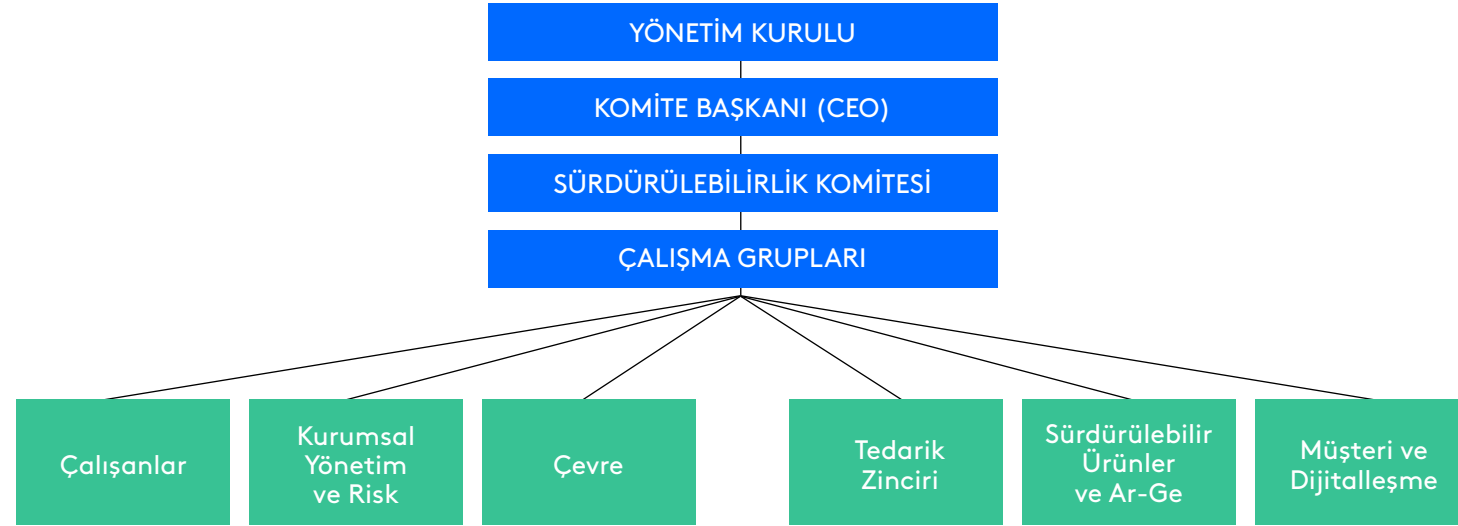 YÖNETİM KURULU
KOMİTE BAŞKANI (CEO)
SÜRDÜRÜLEBİLİRLİK KOMİTESİ
ÇALIŞMA GRUPLARI
Çalışanlar
Kurumsal
Yönetim
ve Risk
Çevre
Tedarik
Zinciri
Sürdürülebilir
Ürünler
ve Ar-Ge
Müşteri ve
Dijitalleşme